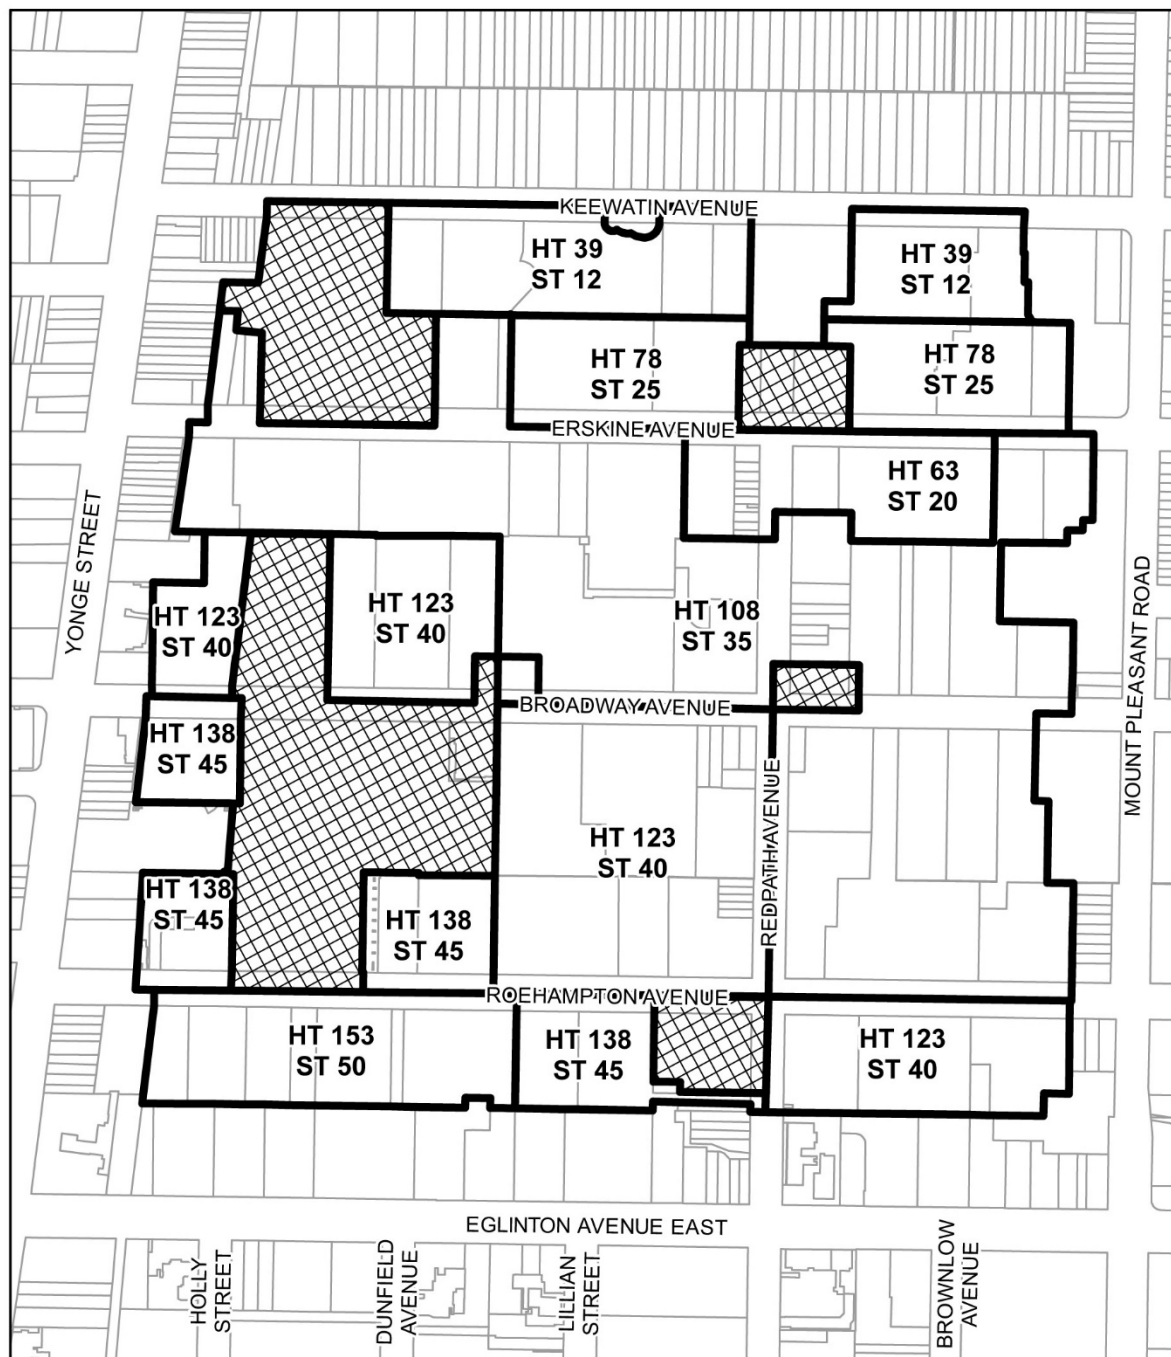 KEEWATIN AVENUE
HT 39
ST 12
HT 39
ST 12
HT 78
ST 25
HT 78
ST 25
ERSKINE AVENUE
HT 63
ST 20
YONGE STREET
HT 123
ST 40
HT 123
ST 40
HT 108
ST 35
MOUNT PLEASANT ROAD
BROADWAY AVENUE
HT 138
ST 45
HT 123
ST 40
REDPATH AVENUE
HT 138
ST 45
HT 138
ST 45
ROEHAMPTON AVENUE
HT 153
ST 50
HT 138
ST 45
HT 123
ST 40
EGLINTON AVENUE EAST
HOLLY
STREET
DUNFIELD
AVENUE
LILLIAN
STREET
BROWNLOW
AVENUE